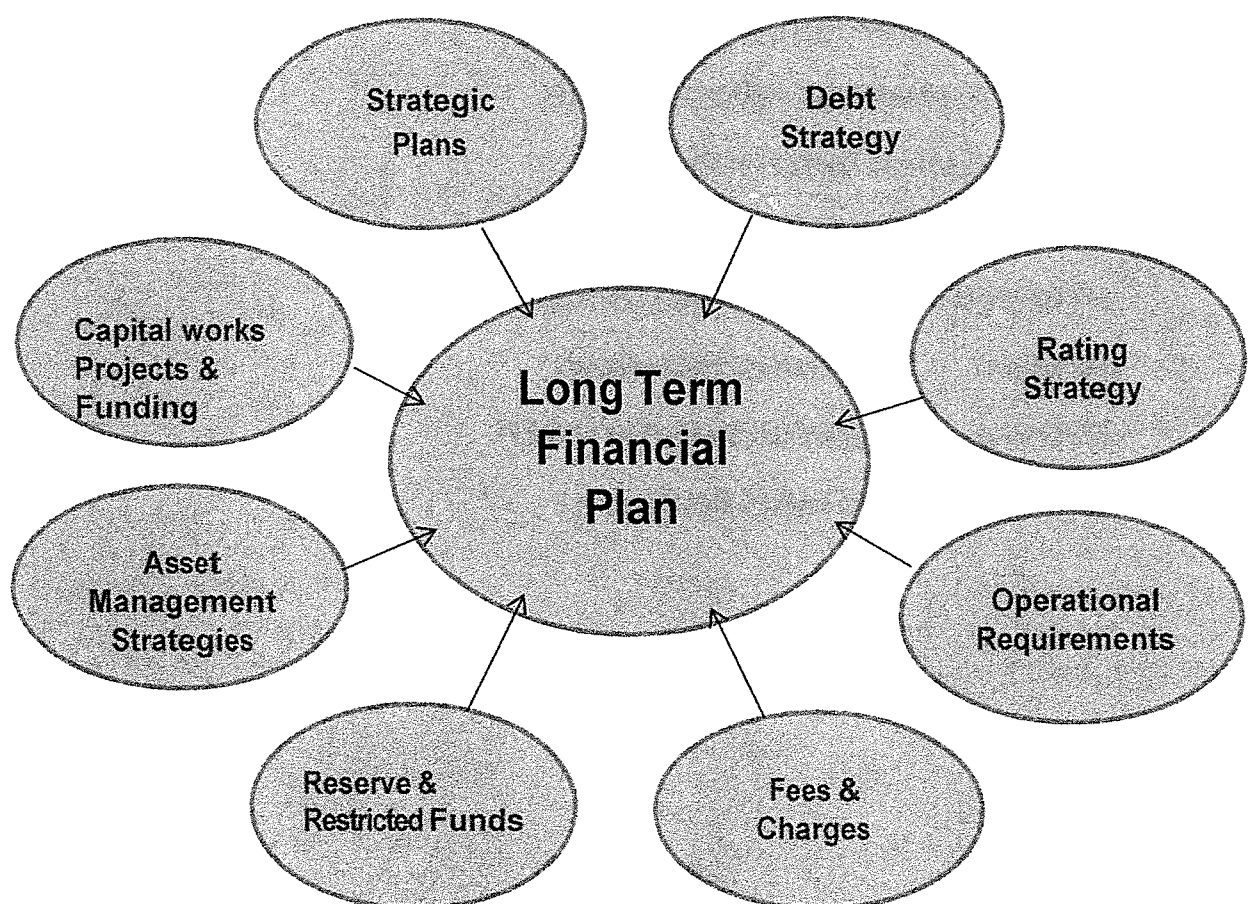 Strategic
Plans
Debt
Strategy
Capital works
Projects &
Funding
Long Term
Financial
Plan
Rating
Strategy
Asset
Management
Strategies
Operational
Requirements
Reserve &
Restricted Funds
Fees &
Charges